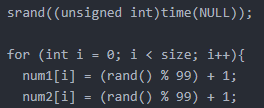 srand((unsigned int)time(NULL));
for (int i = 0; i < size; i++){
num1[i] = (rand() % 99) + 1;
num2[i] = (rand() % 99) + 1;